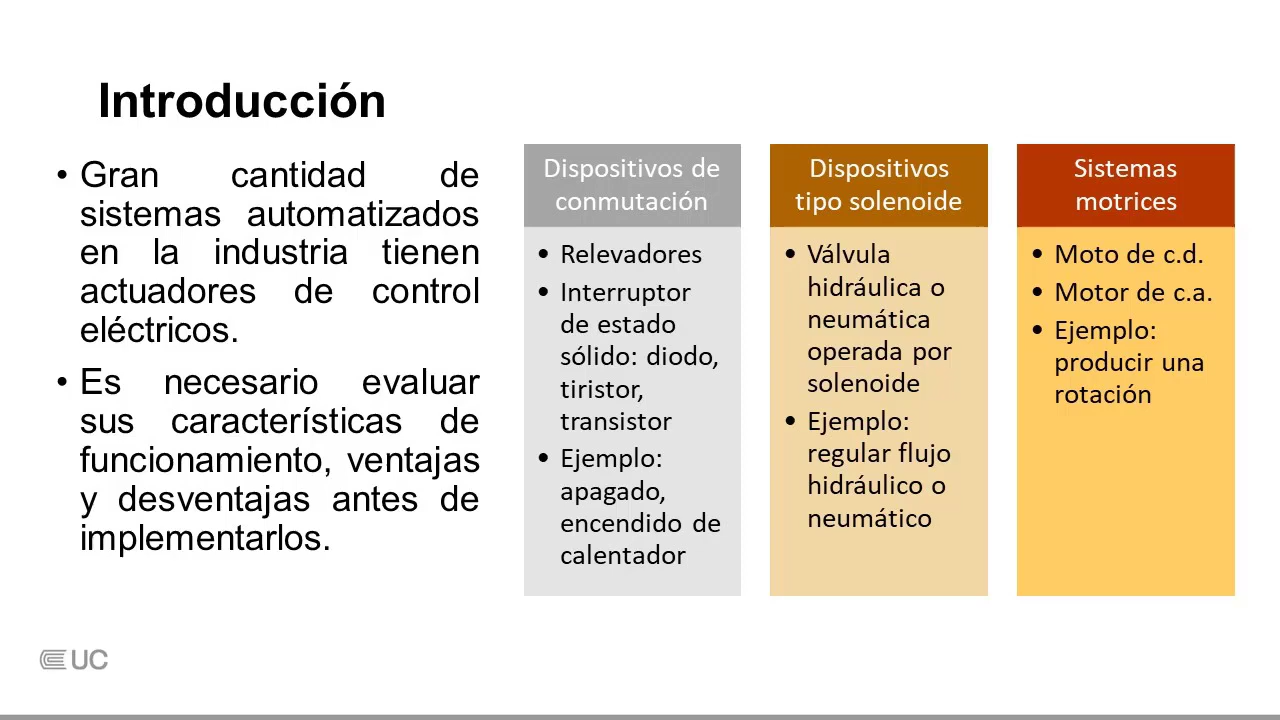 Introducción
• Gran cantidad de
sistemas automatizados
en la industria tienen
actuadores de control
eléctricos.
• Es necesario evaluar
sus características de
funcionamiento, ventajas
y desventajas antes de
implementarlos.
Dispositivos de
conmutación
• Relevadores
• Interruptor
de estado
sólido: diodo,
tiristor,
transistor
• Ejemplo:
apagado,
encendido de
calentador
Dispositivos
tipo solenoide
• Válvula
hidráulica o
neumática
operada por
solenoide
• Ejemplo:
regular flujo
hidráulico o
neumático
Sistemas
motrices
• Moto de c.d.
• Motor de c.a.
• Ejemplo:
producir una
rotación
UC